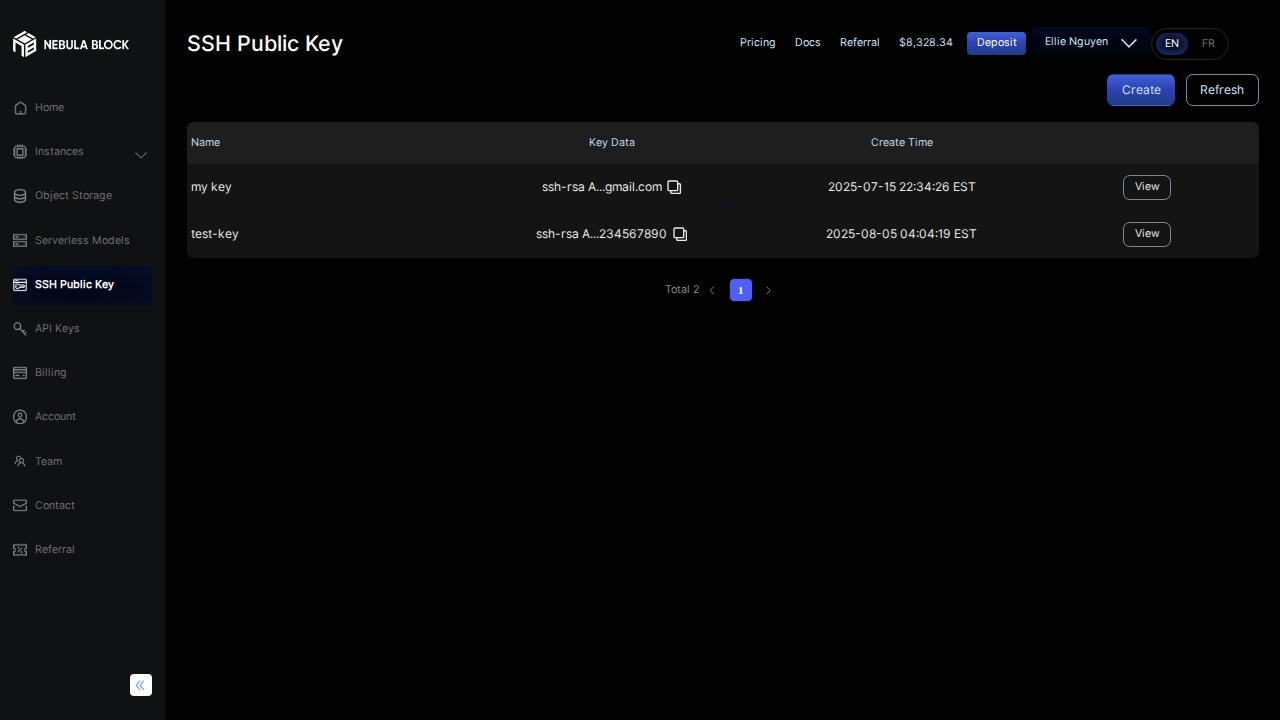 NEBULA BLOCK
Home
Instances
Object Storage
Serverless Models
SSH Public Key
API Keys
Billing
Account
Team
Contact
Referral
SSH Public Key
Pricing Docs Referral $8,328.34 Deposit Ellie Nguyen EN FR
Create Refresh
Name Key Data Create Time
my key ssh-rsa A...gmail.com 2025-07-15 22:34:26 EST View
test-key ssh-rsa A...234567890 2025-08-05 04:04:19 EST View
Total 2 1